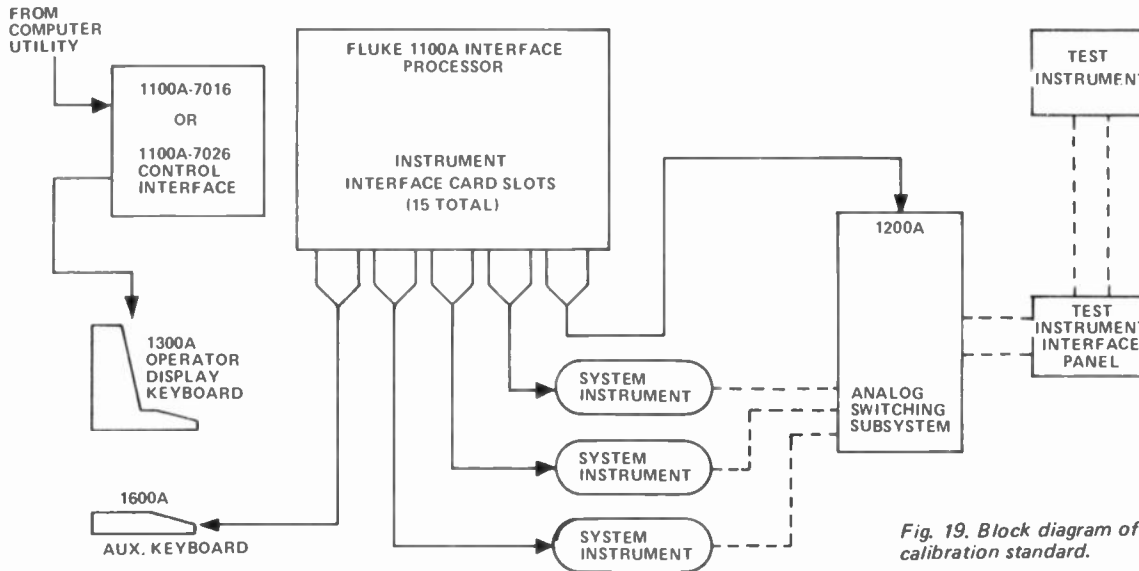 FROM
COMPUTER
UTILITY
1100A-7016
OR
1100A-7026
CONTROL
INTERFACE
FLUKE 1100A INTERFACE
PROCESSOR
INSTRUMENT
INTERFACE CARD SLOTS
(15 TOTAL)
TEST
INSTRUMENT
1200A
ANALOG
SWITCHING
SUBSYSTEM
TEST
INSTRUMENT
INTERFACE
PANEL
1300A
OPERATOR
DISPLAY
KEYBOARD
SYSTEM
INSTRUMENT
SYSTEM
INSTRUMENT
SYSTEM
INSTRUMENT
1600A
AUX. KEYBOARD
Fig. 19. Block diagram of
calibration standard.